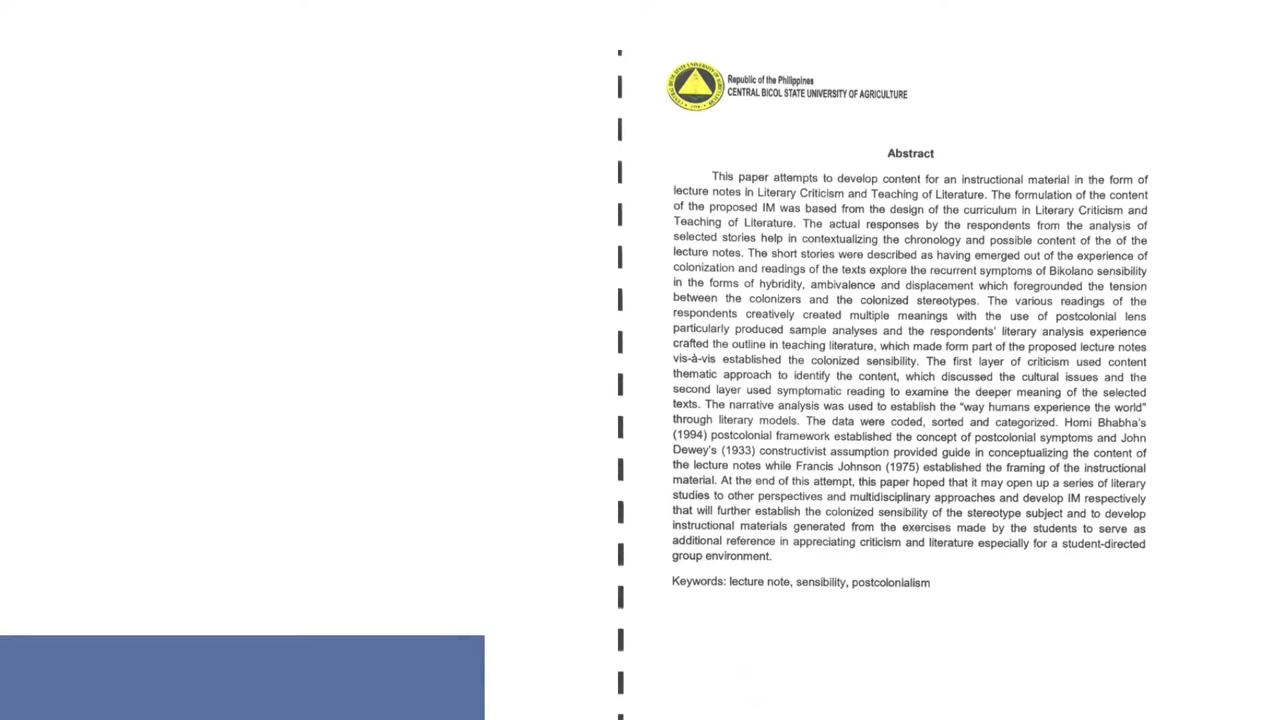 Republic of the Philippines
CENTRAL BICOL STATE UNIVERSITY OF AGRICULTURE
Abstract
This paper attempts to develop content for an instructional material in the form of
lecture notes in Literary Criticism and Teaching of Literature. The formulation of the content
of the proposed IM was based from the design of the curriculum in Literary Criticism and
Teaching of Literature. The actual responses by the respondents from the analysis of
selected stories help in contextualizing the chronology and possible content of the of the
lecture notes. The short stories were described as having emerged out of the experience of
colonization and readings of the texts explore the recurrent symptoms of Bikolano sensibility
in the forms of hybridity, ambivalence and displacement which foregrounded the tension
between the colonizers and the colonized stereotypes. The various readings of the
respondents creatively created multiple meanings with the use of postcolonial lens
particularly produced sample analyses and the respondents' literary analysis experience
crafted the outline in teaching literature, which made form part of the proposed lecture notes
vis-à-vis established the colonized sensibility. The first layer of criticism used content
thematic approach to identify the content, which discussed the cultural issues and the
second layer used symptomatic reading to examine the deeper meaning of the selected
texts. The narrative analysis was used to establish the "way humans experience the world"
through literary models. The data were coded, sorted and categorized. Homi Bhabha's
(1994) postcolonial framework established the concept of postcolonial symptoms and John
Dewey's (1933) constructivist assumption provided guide in conceptualizing the content of
the lecture notes while Francis Johnson (1975) established the framing of the instructional
material. At the end of this attempt, this paper hoped that it may open up a series of literary
studies to other perspectives and multidisciplinary approaches and develop IM respectively
that will further establish the colonized sensibility of the stereotype subject and to develop
instructional materials generated from the exercises made by the students to serve as
additional reference in appreciating criticism and literature especially for a student-directed
group environment.
Keywords: lecture note, sensibility, postcolonialism